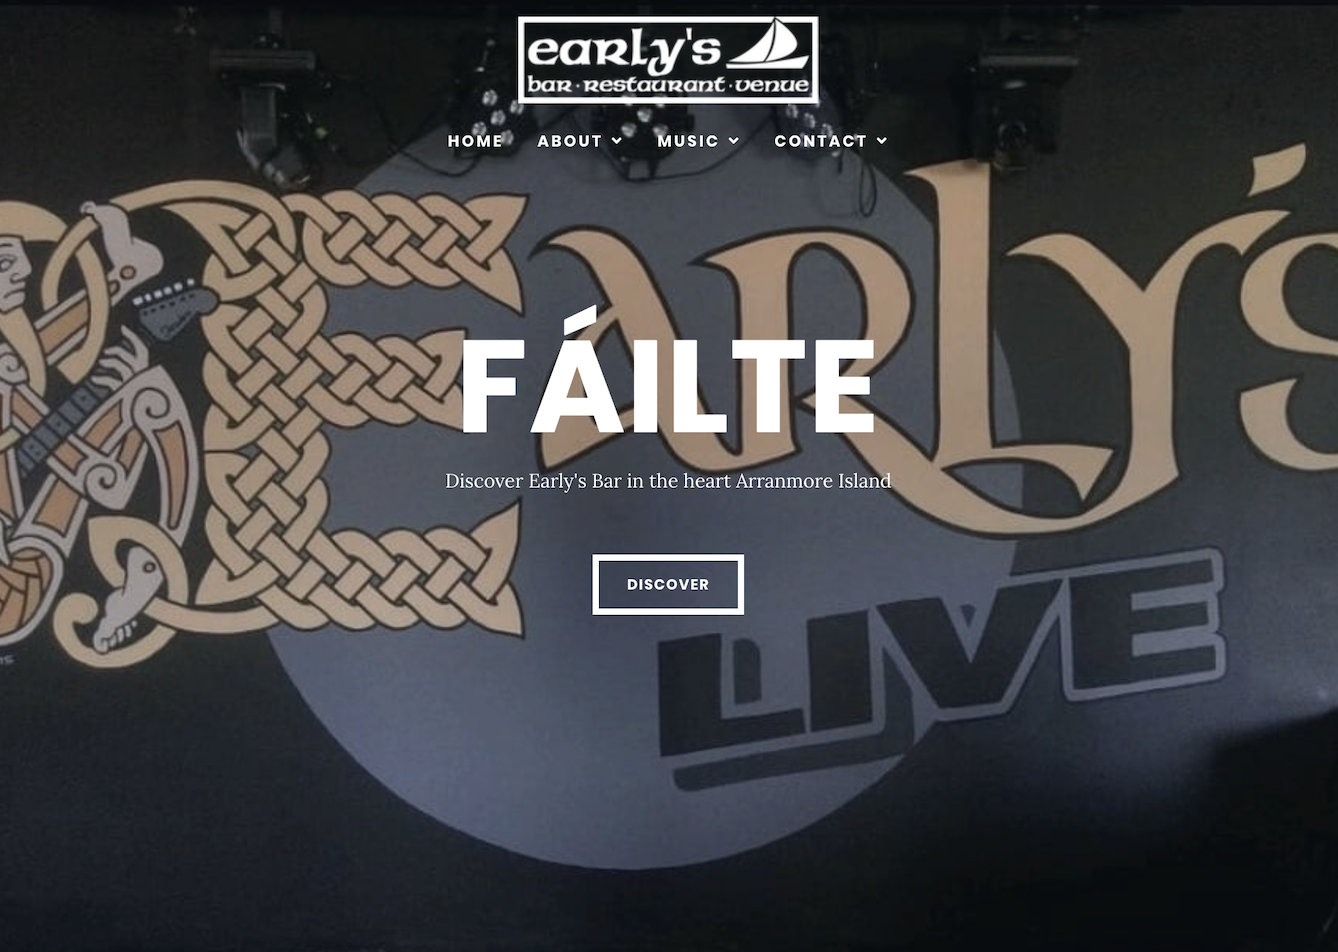 early's
bar · restaurant · venue
HOME ABOUT MUSIC CONTACT
EARLY'S
FÁILTE
Discover Early's Bar in the heart Arranmore Island
DISCOVER
LIVE